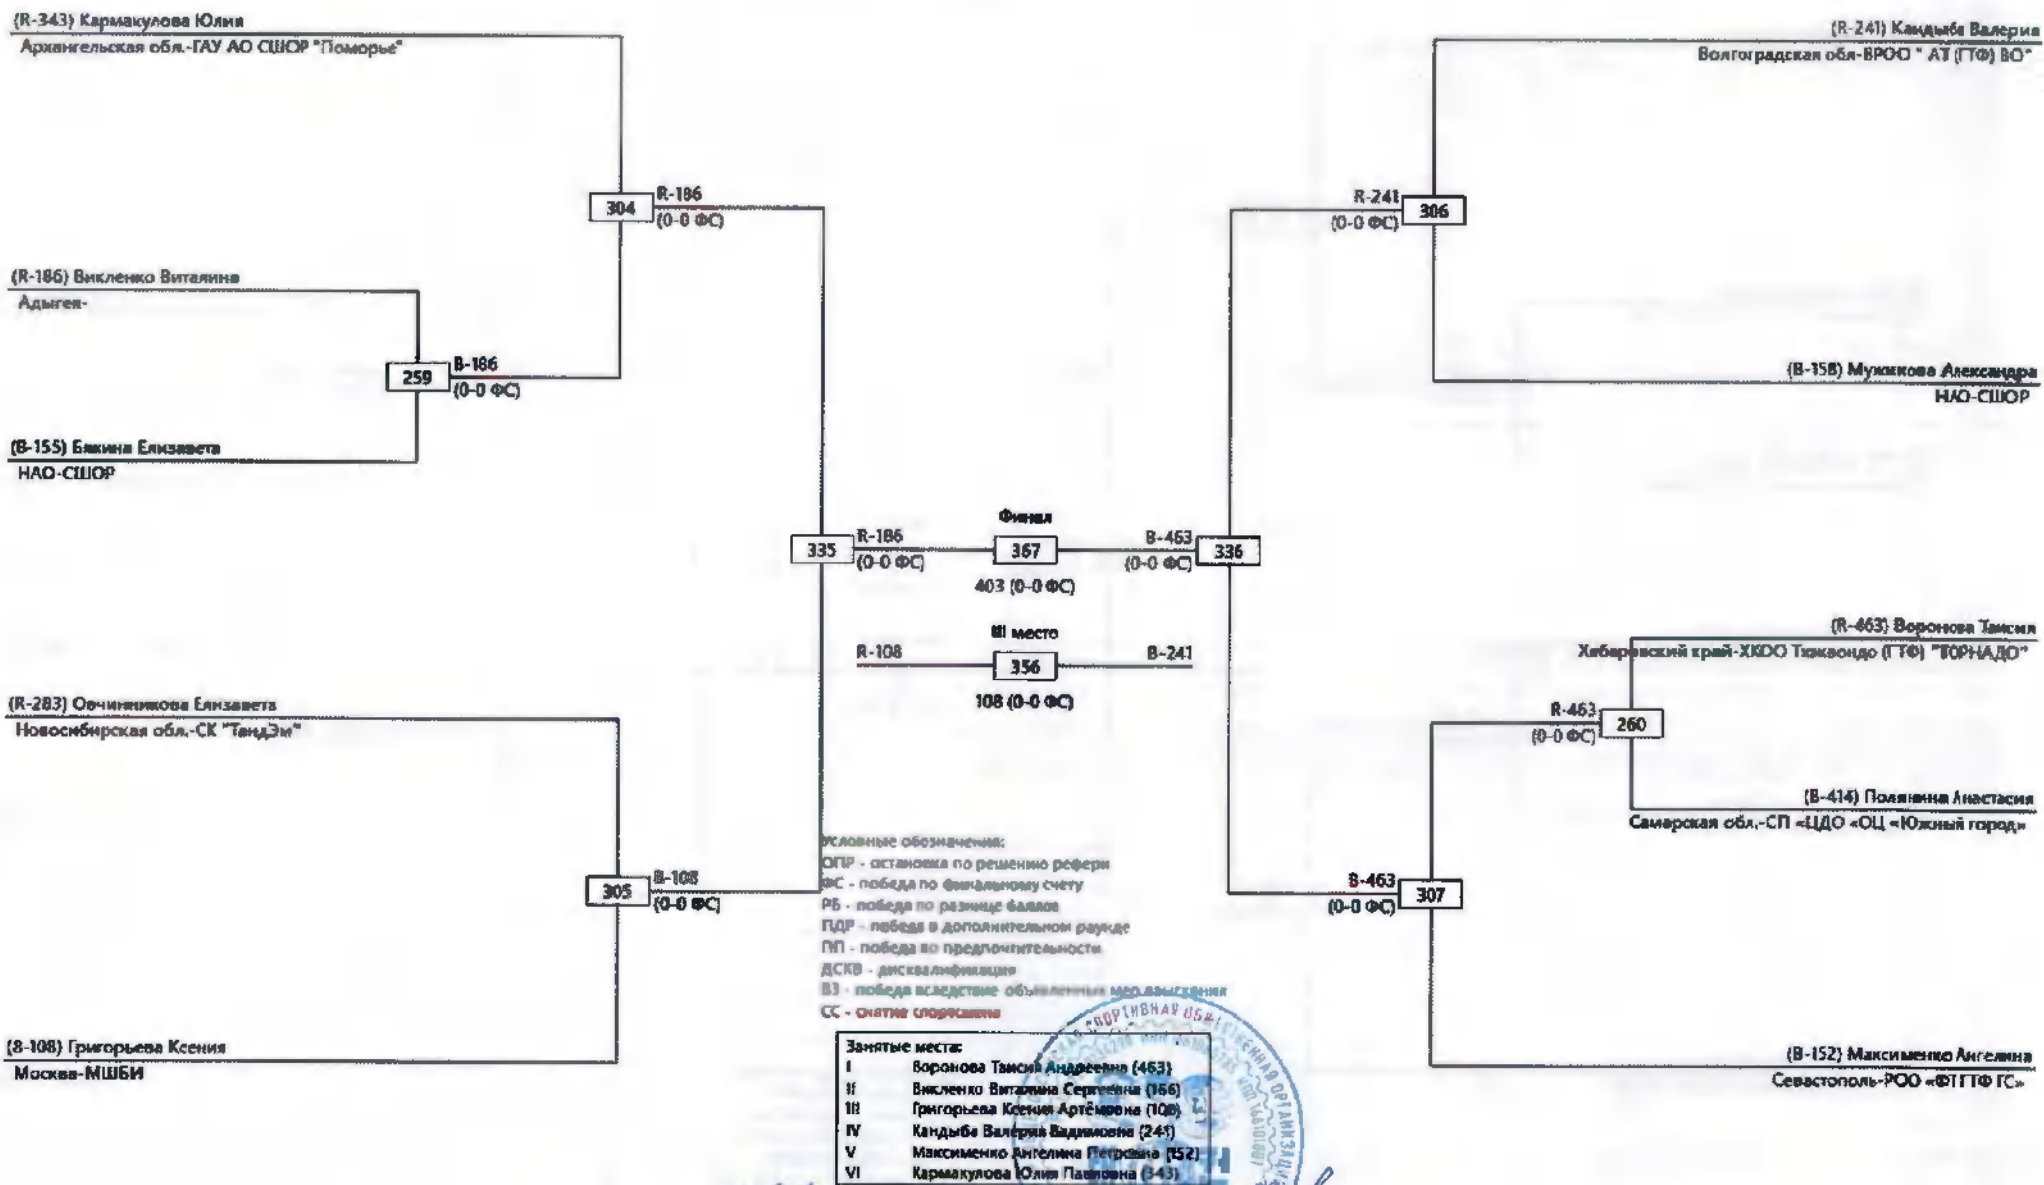 (R-343) Кармакулова Юлия
Архангельская обл.-ГАУ АО СШОР "Поморье"
304
R-186
(0-0 ФС)
(R-186) Викленко Виталина
Адыгея-
259
B-186
(0-0 ФС)
(B-155) Бякина Елизавета
НАО-СШОР
335
R-186
(0-0 ФС)
(R-283) Овчинникова Елизавета
Новосибирская обл.-СК "ТандЭм"
305
B-108
(0-0 ФС)
(B-108) Григорьева Ксения
Москва-МШБИ
Финал
367
403 (0-0 ФС)
III место
R-108
356
B-241
108 (0-0 ФС)
(R-241) Кандыба Валерия
Волгоградская обл-ВРОО " АТ (ГТФ) ВО"
R-241
(0-0 ФС)
306
(B-158) Мужикова Александра
НАО-СШОР
B-463
(0-0 ФС)
336
(R-463) Воронова Таисия
Хабаровский край-ХКОО Тхэквондо (ГТФ) "ТОРНАДО"
R-463
(0-0 ФС)
260
(B-414) Полянина Анастасия
Самарская обл.-СП «ЦДО «ОЦ «Южный город»
B-463
(0-0 ФС)
307
(B-152) Максименко Ангелина
Севастополь-РОО «ФТГТФ ГС»
Условные обозначения:
ОПР - остановка по решению рефери
ФС - победа по финальному счету
РБ - победа по разнице баллов
ПДР - победа в дополнительном раунде
ПП - победа по предпочтительности
ДСКВ - дисквалификация
ВЗ - победа вследствие объявленных мер взыскания
СС - снятие спортсмена
Занятые места:
I Воронова Таисия Андреевна (463)
II Викленко Виталина Сергеевна (166)
III Григорьева Ксения Артёмовна (108)
IV Кандыба Валерия Вадимовна (241)
V Максименко Ангелина Петровна (152)
VI Кармакулова Юлия Павловна (343)